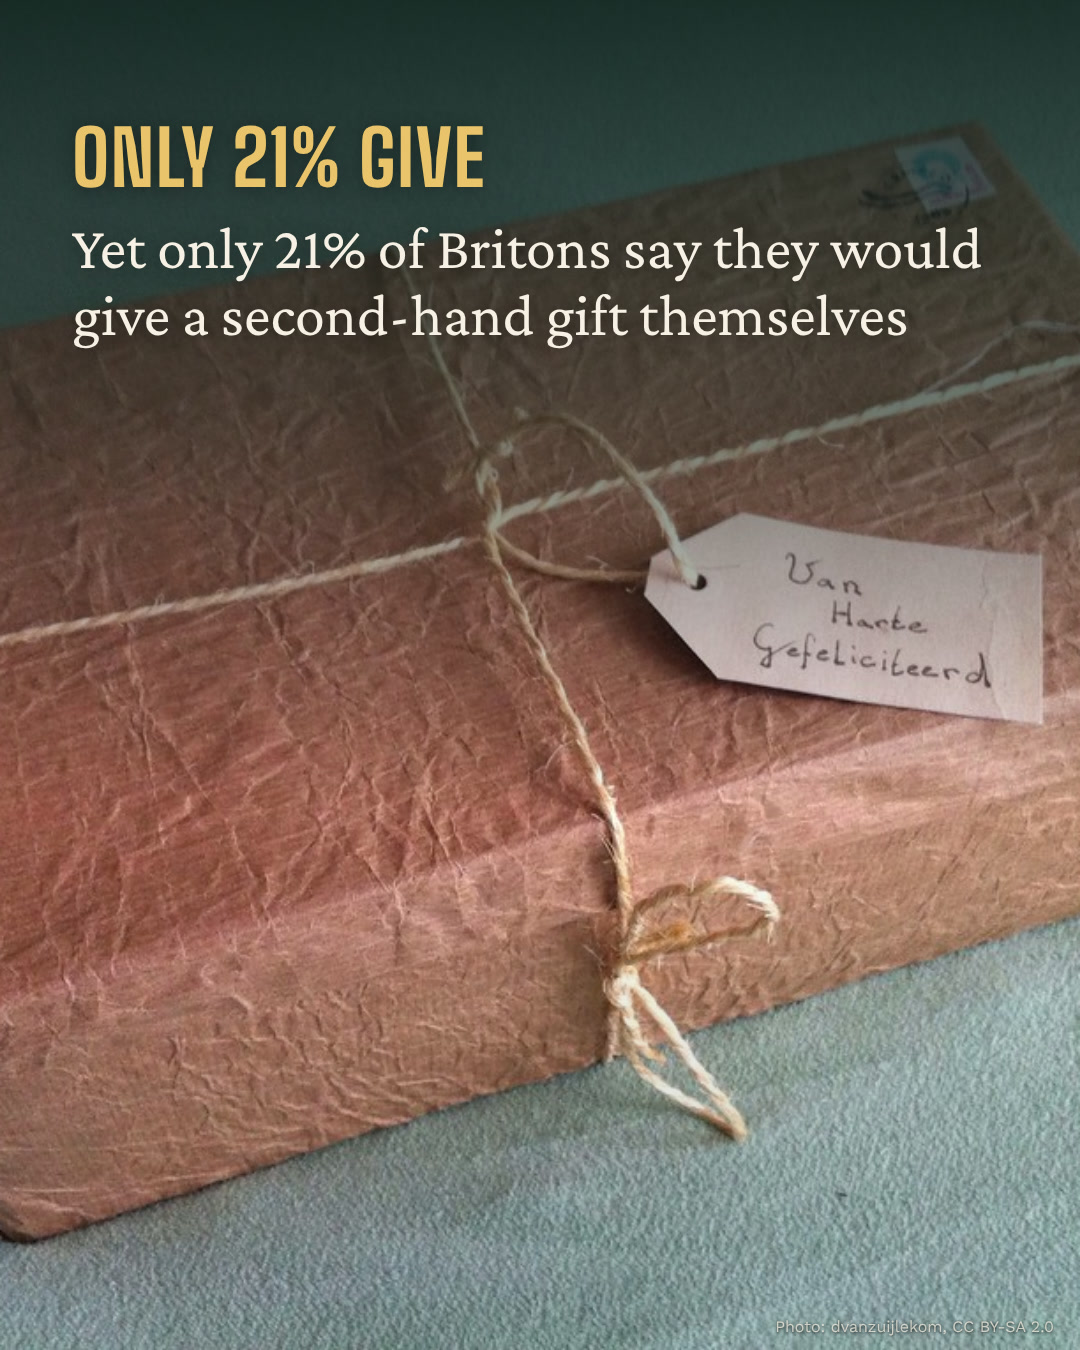 ONLY 21% GIVE
Yet only 21% of Britons say they would
give a second-hand gift themselves
Van
Harte
Gefeliciteerd
Photo: dvanzuijlekom, CC BY-SA 2.0